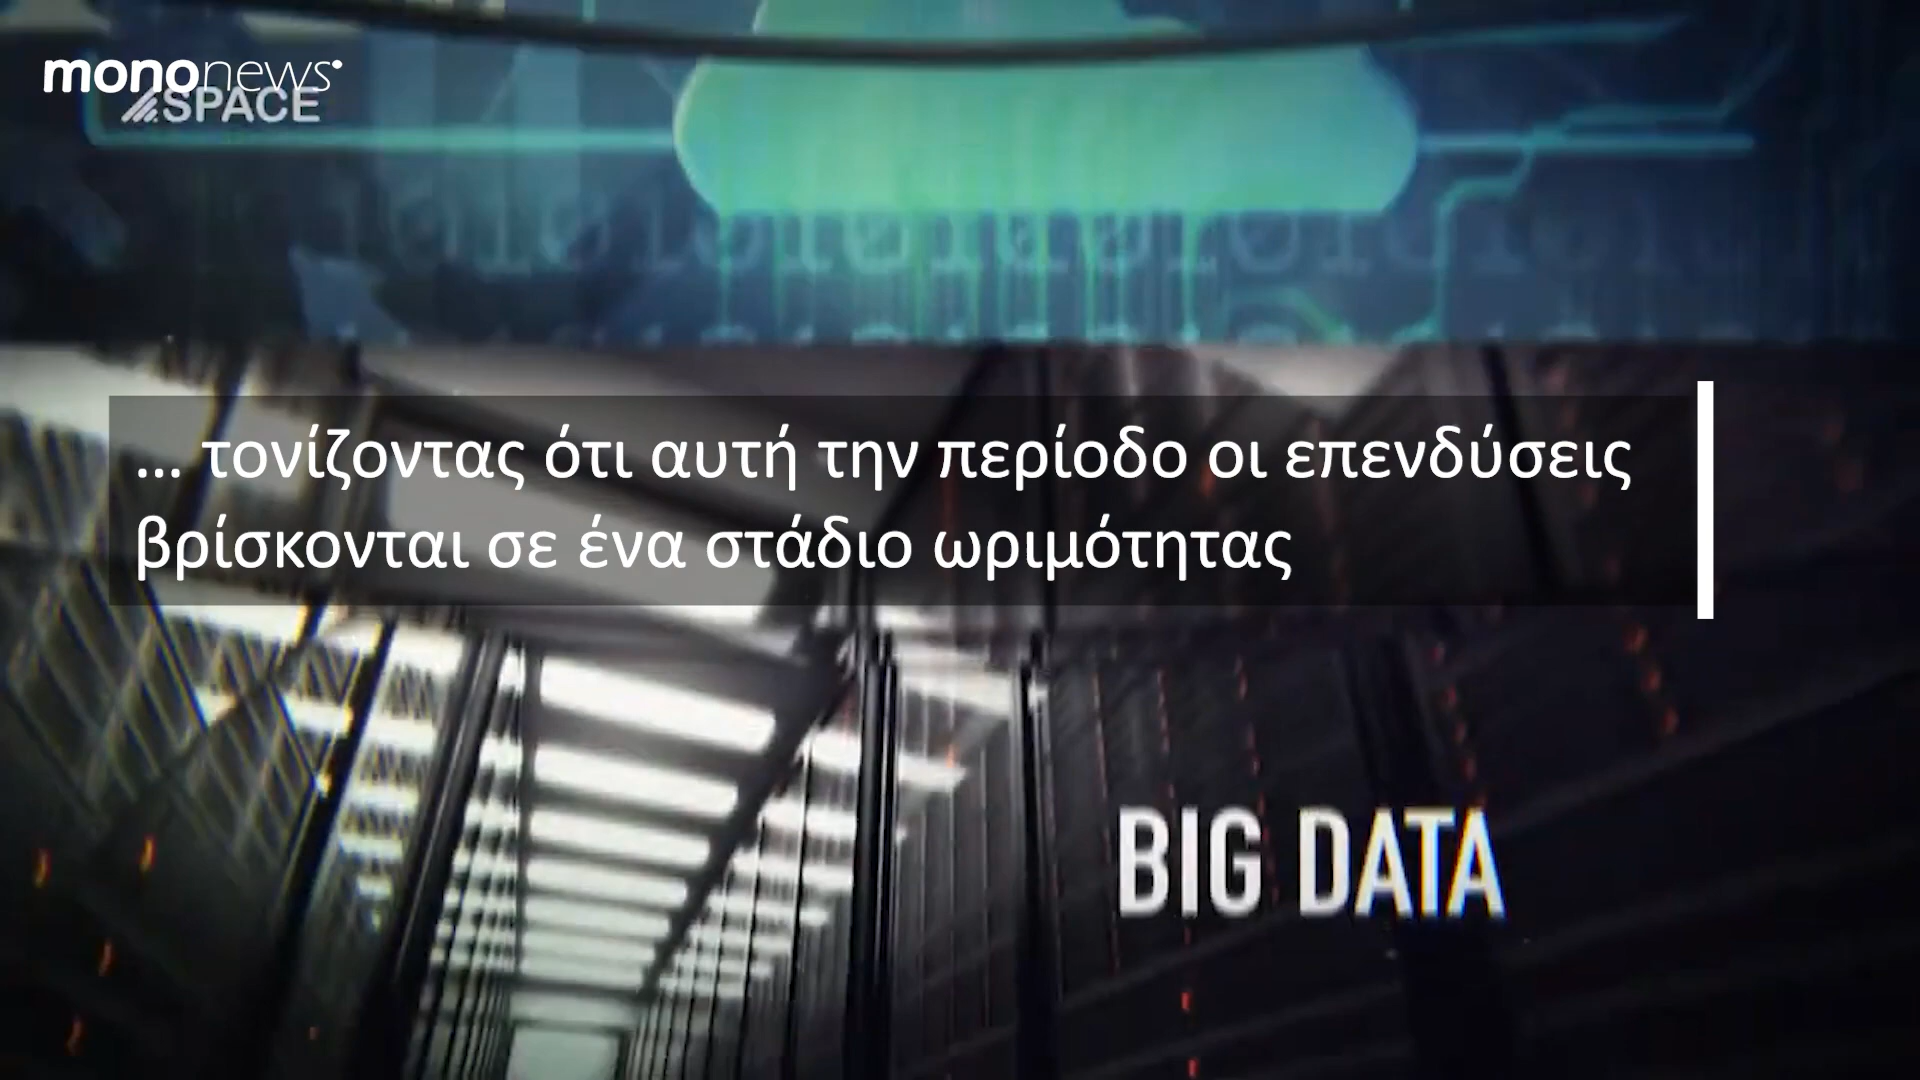 mononews
SPACE
... τονίζοντας ότι αυτή την περίοδο οι επενδύσεις
βρίσκονται σε ένα στάδιο ωριμότητας
BIG DATA